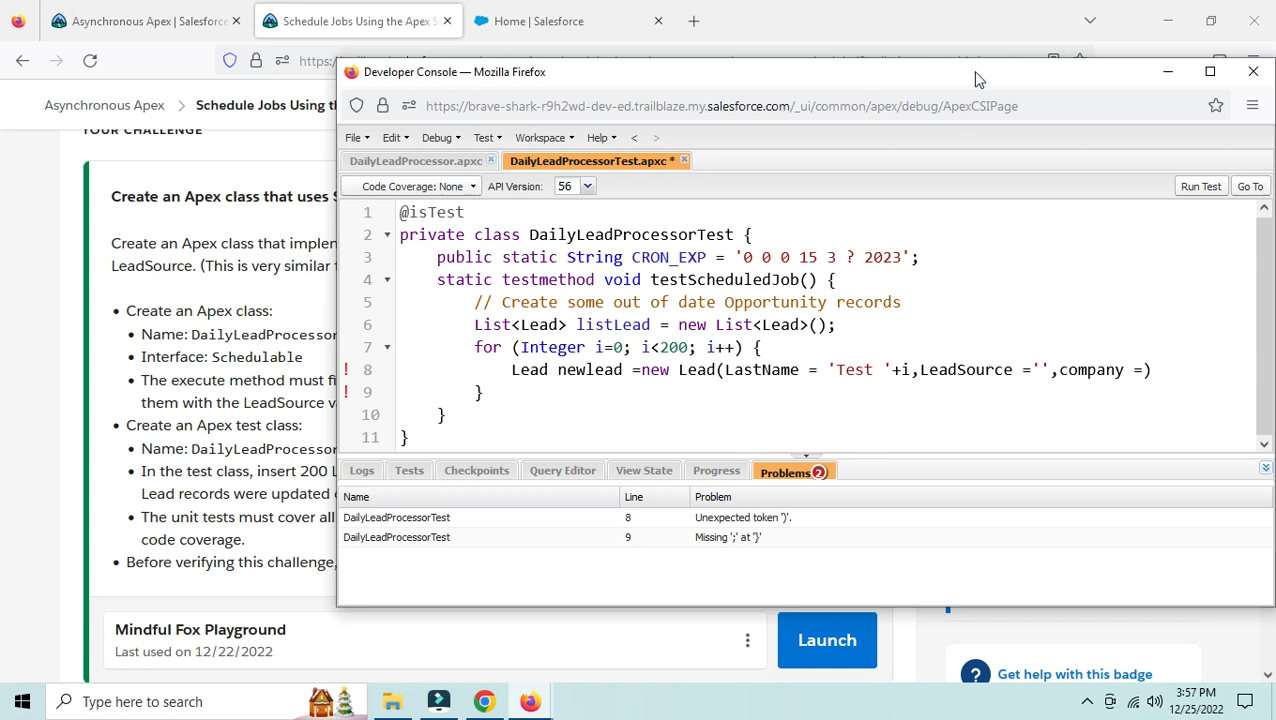 Asynchronous Apex | Salesforce
Schedule Jobs Using the Apex S
Home | Salesforce
https:
Asynchronous Apex
Schedule Jobs Using th
YOUR CHALLENGE
Create an Apex class that uses S
Create an Apex class that implen
LeadSource. (This is very similar t
Create an Apex class:
Name: DailyLeadProcessor
Interface: Schedulable
The execute method must fi
them with the LeadSource va
Create an Apex test class:
Name: DailyLeadProcessor
In the test class, insert 200 L
Lead records were updated c
The unit tests must cover all
code coverage.
Before verifying this challenge,
Mindful Fox Playground
Last used on 12/22/2022
Launch
Get help with this badge
Developer Console — Mozilla Firefox
https://brave-shark-r9h2wd-dev-ed.trailblaze.my.salesforce.com/_ui/common/apex/debug/ApexCSIPage
File Edit Debug Test Workspace Help < >
DailyLeadProcessor.apxc DailyLeadProcessorTest.apxc *
Code Coverage: None API Version: 56 Run Test Go To
1 @isTest
2 private class DailyLeadProcessorTest {
3 public static String CRON_EXP = '0 0 0 15 3 ? 2023';
4 static testmethod void testScheduledJob() {
5 // Create some out of date Opportunity records
6 List<Lead> listLead = new List<Lead>();
7 for (Integer i=0; i<200; i++) {
8 Lead newlead =new Lead(LastName = 'Test '+i,LeadSource ='',company =)
9 }
10 }
11 }
Logs Tests Checkpoints Query Editor View State Progress Problems 2
Name Line Problem
DailyLeadProcessorTest 8 Unexpected token ')'.
DailyLeadProcessorTest 9 Missing ';' at '}'
Type here to search
3:57 PM
12/25/2022